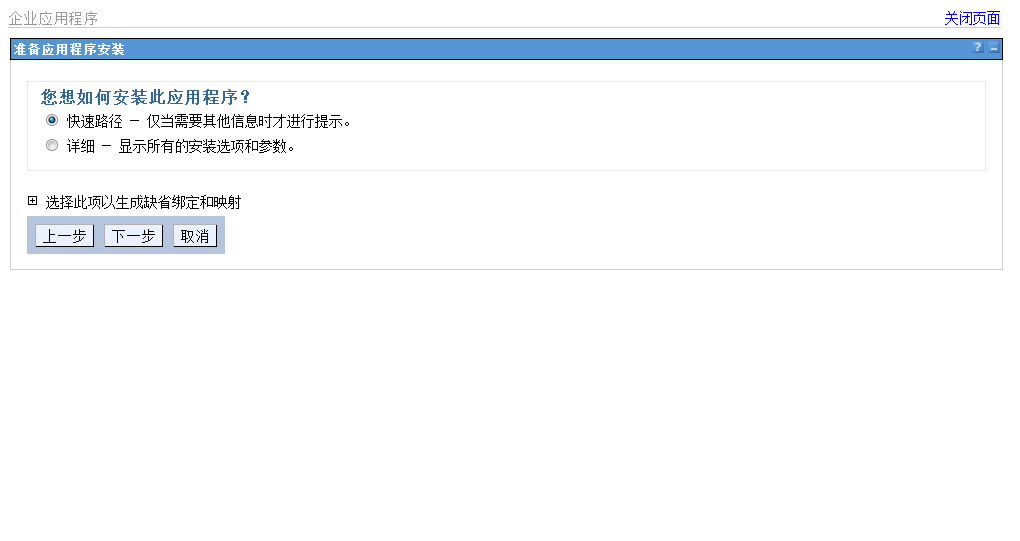 企业应用程序
关闭页面
准备应用程序安装
?
您想如何安装此应用程序？
快速路径 － 仅当需要其他信息时才进行提示。
详细 － 显示所有的安装选项和参数。
选择此项以生成缺省绑定和映射
上一步 下一步 取消